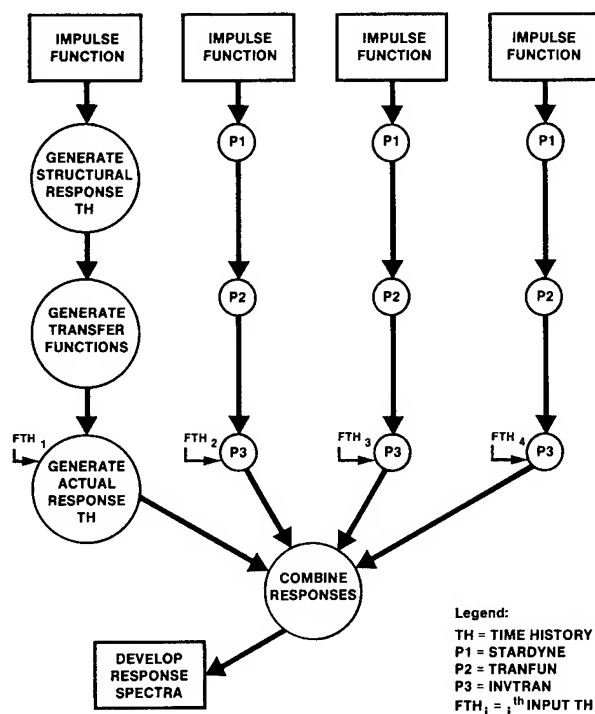 IMPULSE
FUNCTION
IMPULSE
FUNCTION
IMPULSE
FUNCTION
IMPULSE
FUNCTION
GENERATE
STRUCTURAL
RESPONSE
TH
P1
P1
P1
GENERATE
TRANSFER
FUNCTIONS
P2
P2
P2
FTH 1
GENERATE
ACTUAL
RESPONSE
TH
FTH 2
P3
FTH 3
P3
FTH 4
P3
COMBINE
RESPONSES
DEVELOP
RESPONSE
SPECTRA
Legend:
TH = TIME HISTORY
P1 = STARDYNE
P2 = TRANFUN
P3 = INVTRAN
FTH i = i th INPUT TH